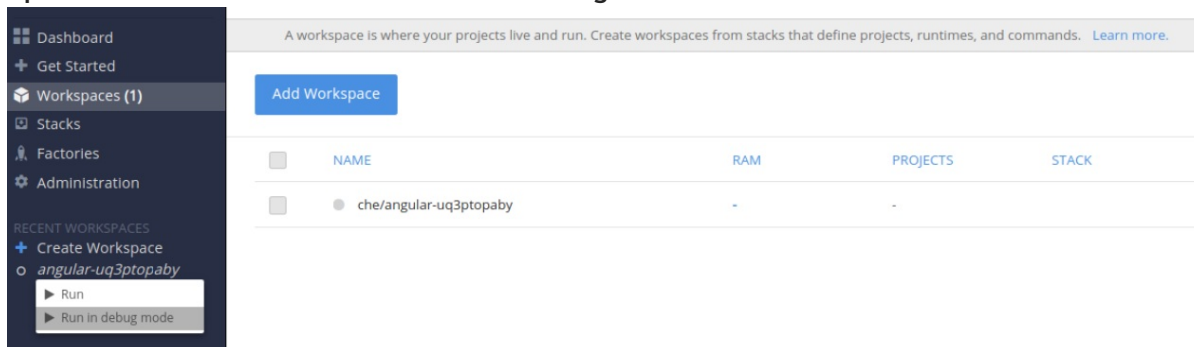 Dashboard
Get Started
Workspaces (1)
Stacks
Factories
Administration
RECENT WORKSPACES
Create Workspace
angular-uq3ptopaby
Run
Run in debug mode
A workspace is where your projects live and run. Create workspaces from stacks that define projects, runtimes, and commands. Learn more.
Add Workspace
NAME RAM PROJECTS STACK
che/angular-uq3ptopaby - -